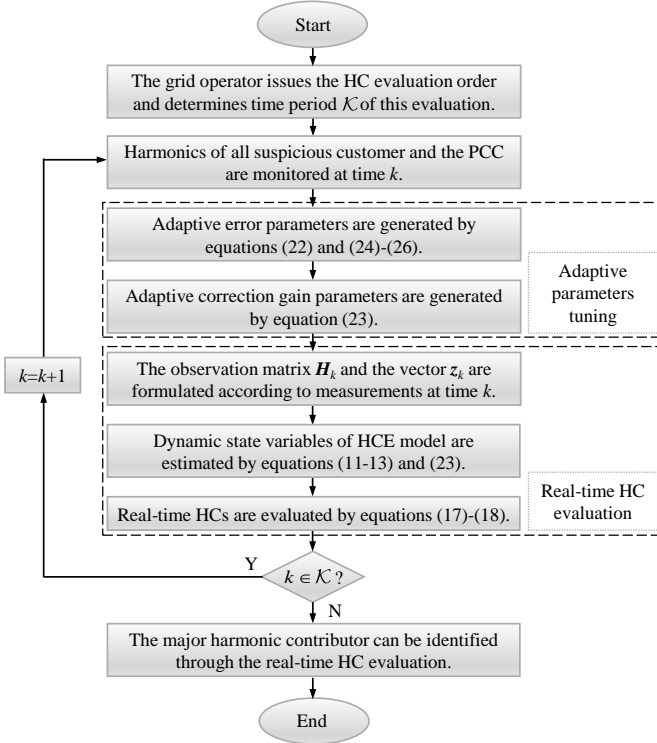 Start
The grid operator issues the HC evaluation order
and determines time period 𝒦 of this evaluation.
Harmonics of all suspicious customer and the PCC
are monitored at time k.
Adaptive error parameters are generated by
equations (22) and (24)-(26).
Adaptive correction gain parameters are generated
by equation (23).
Adaptive
parameters
tuning
k=k+1
The observation matrix Hₖ and the vector zₖ are
formulated according to measurements at time k.
Dynamic state variables of HCE model are
estimated by equations (11-13) and (23).
Real-time HCs are evaluated by equations (17)-(18).
Real-time HC
evaluation
Y
k ∈ 𝒦 ?
N
The major harmonic contributor can be identified
through the real-time HC evaluation.
End